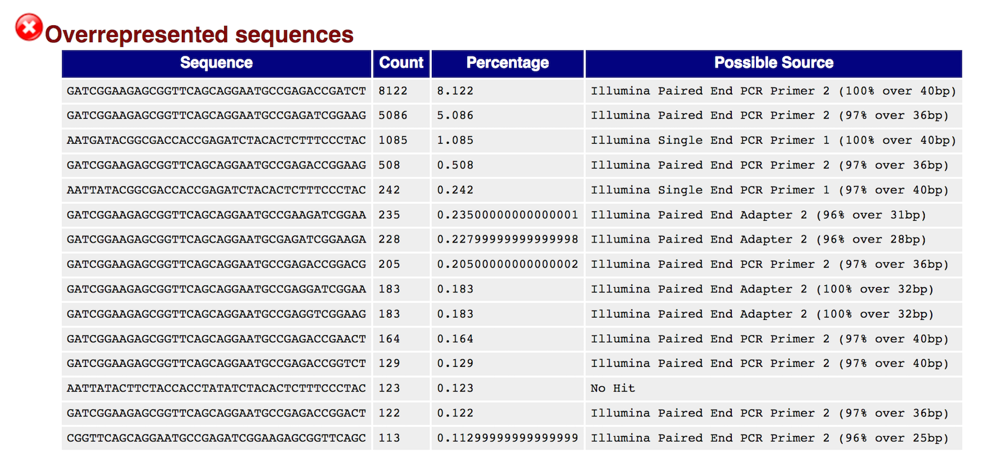 Overrepresented sequences
Sequence Count Percentage Possible Source
GATCGGAAGAGCGGTTCAGCAGGAATGCCGAGACCGATCT 8122 8.122 Illumina Paired End PCR Primer 2 (100% over 40bp)
GATCGGAAGAGCGGTTCAGCAGGAATGCCGAGATCGGAAG 5086 5.086 Illumina Paired End PCR Primer 2 (97% over 36bp)
AATGATACGGCGACCACCGAGATCTACACTCTTTCCCTAC 1085 1.085 Illumina Single End PCR Primer 1 (100% over 40bp)
GATCGGAAGAGCGGTTCAGCAGGAATGCCGAGACCGGAAG 508 0.508 Illumina Paired End PCR Primer 2 (97% over 36bp)
AATTATACGGCGACCACCGAGATCTACACTCTTTCCCTAC 242 0.242 Illumina Single End PCR Primer 1 (97% over 40bp)
GATCGGAAGAGCGGTTCAGCAGGAATGCCGAAGATCGGAA 235 0.23500000000000001 Illumina Paired End Adapter 2 (96% over 31bp)
GATCGGAAGAGCGGTTCAGCAGGAATGCGAGATCGGAAGA 228 0.22799999999999998 Illumina Paired End Adapter 2 (96% over 28bp)
GATCGGAAGAGCGGTTCAGCAGGAATGCCGAGACCGGACG 205 0.20500000000000002 Illumina Paired End PCR Primer 2 (97% over 36bp)
GATCGGAAGAGCGGTTCAGCAGGAATGCCGAGGATCGGAA 183 0.183 Illumina Paired End Adapter 2 (100% over 32bp)
GATCGGAAGAGCGGTTCAGCAGGAATGCCGAGGTCGGAAG 183 0.183 Illumina Paired End Adapter 2 (100% over 32bp)
GATCGGAAGAGCGGTTCAGCAGGAATGCCGAGACCGAACT 164 0.164 Illumina Paired End PCR Primer 2 (97% over 40bp)
GATCGGAAGAGCGGTTCAGCAGGAATGCCGAGACCGGTCT 129 0.129 Illumina Paired End PCR Primer 2 (97% over 40bp)
AATTATACTTCTACCACCTATATCTACACTCTTTCCCTAC 123 0.123 No Hit
GATCGGAAGAGCGGTTCAGCAGGAATGCCGAGACCGGACT 122 0.122 Illumina Paired End PCR Primer 2 (97% over 36bp)
CGGTTCAGCAGGAATGCCGAGATCGGAAGAGCGGTTCAGC 113 0.11299999999999999 Illumina Paired End PCR Primer 2 (96% over 25bp)